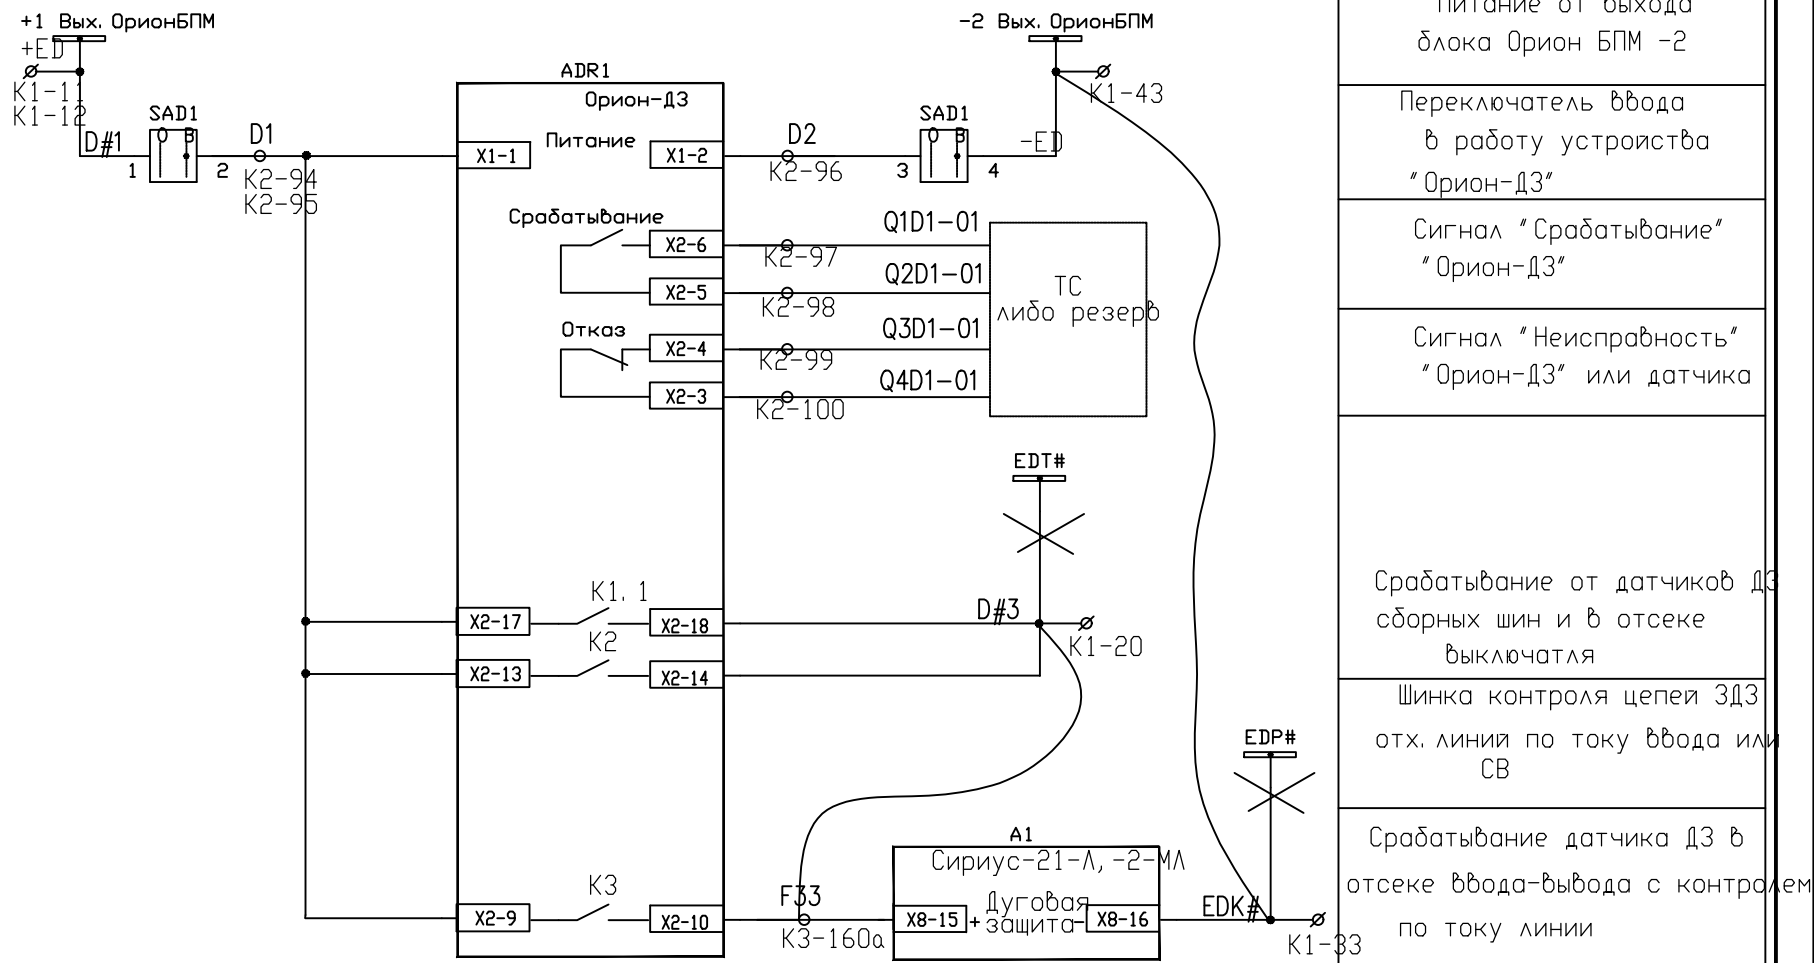 +1 Вых. ОрионБПМ
+ED
K1-11
K1-12
D#1
SAD1
0 В
1
2
D1
K2-94
K2-95
ADR1
Орион-ДЗ
Питание
X1-1
X1-2
D2
K2-96
SAD1
0 В
3
4
-2 Вых. ОрионБПМ
K1-43
-ED
Срабатывание
X2-6
K2-97
Q1D1-01
X2-5
K2-98
Q2D1-01
Отказ
X2-4
K2-99
Q3D1-01
X2-3
K2-100
Q4D1-01
ТС
либо резерв
EDT#
X2-17
K1.1
X2-18
D#3
K1-20
X2-13
K2
X2-14
EDP#
X2-9
K3
X2-10
F33
K3-160а
A1
Сириус-21-Л, -2-МЛ
X8-15
+
Дуговая
защита
-
X8-16
EDK#
K1-33
Питание от выхода
блока Орион БПМ -2
Переключатель ввода
в работу устроиства
"Орион-ДЗ"
Сигнал "Срабатывание"
"Орион-ДЗ"
Сигнал "Неисправность"
"Орион-ДЗ" или датчика
Срабатывание от датчиков ДЗ
сборных шин и в отсеке
выключатля
Шинка контроля цепеи ЗДЗ
отх. линии по току ввода или
СВ
Срабатывание датчика ДЗ в
отсеке ввода-вывода с контролем
по току линии